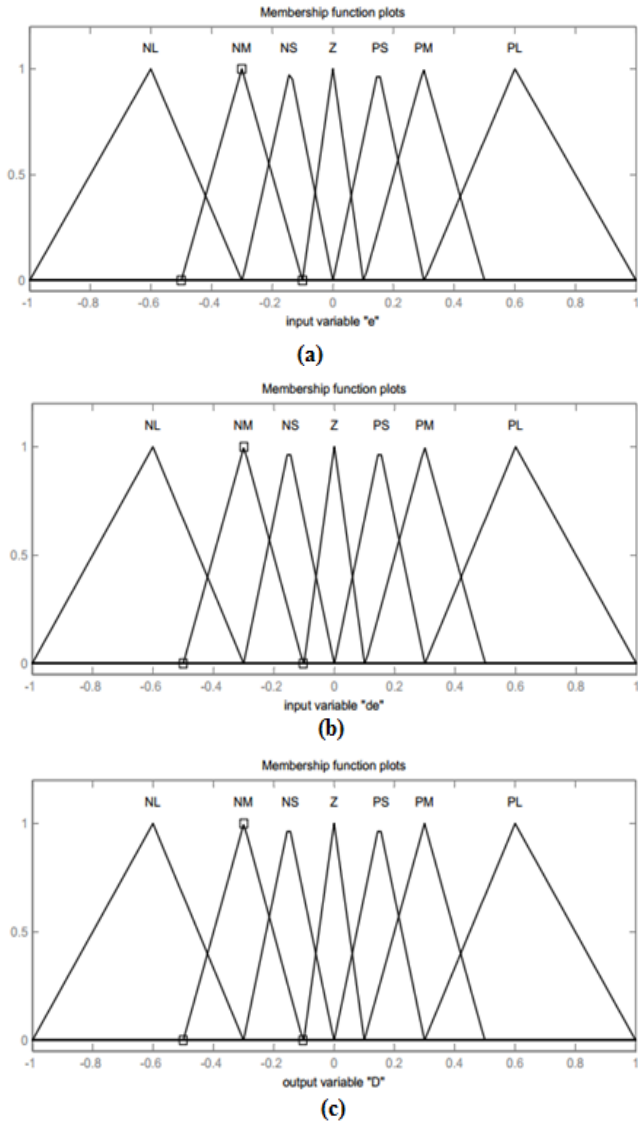 Membership function plots
NL NM NS Z PS PM PL
1
0.5
0
-1 -0.8 -0.6 -0.4 -0.2 0 0.2 0.4 0.6 0.8 1
input variable "e"
(a)
Membership function plots
NL NM NS Z PS PM PL
1
0.5
0
-1 -0.8 -0.6 -0.4 -0.2 0 0.2 0.4 0.6 0.8 1
input variable "de"
(b)
Membership function plots
NL NM NS Z PS PM PL
1
0.5
0
-1 -0.8 -0.6 -0.4 -0.2 0 0.2 0.4 0.6 0.8 1
output variable "D"
(c)